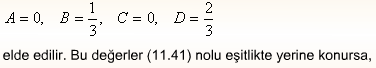 A = 0, B = 1/3, C = 0, D = 2/3
elde edilir. Bu değerler (11.41) nolu eşitlikte yerine konursa,